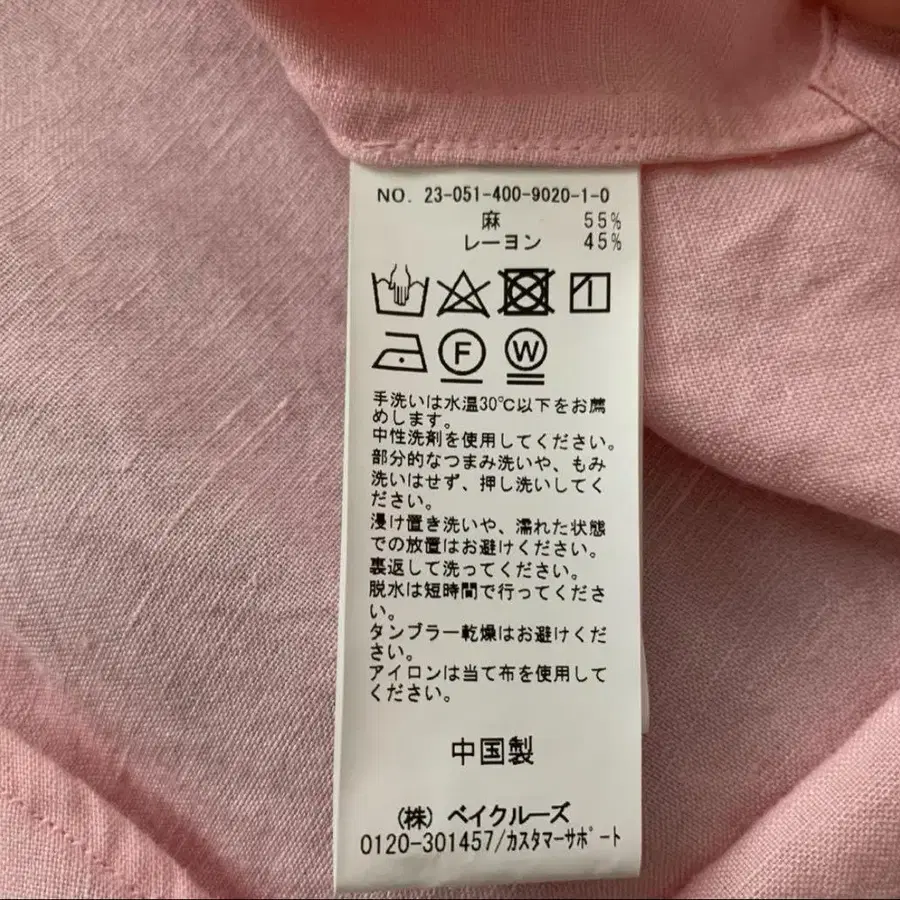 NO. 23-051-400-9020-1-0
麻 55%
レーヨン 45%
F W
手洗いは水温30℃以下をお薦
めします。
中性洗剤を使用してください。
部分的なつまみ洗いや、もみ
洗いはせず、押し洗いしてく
ださい。
浸け置き洗いや、濡れた状態
での放置はお避けください。
裏返して洗ってください。
脱水は短時間で行ってくださ
い。
タンブラー乾燥はお避けくだ
さい。
アイロンは当て布を使用して
ください。
中国製
(株) ベイクルーズ
0120-301457/カスタマーサポート